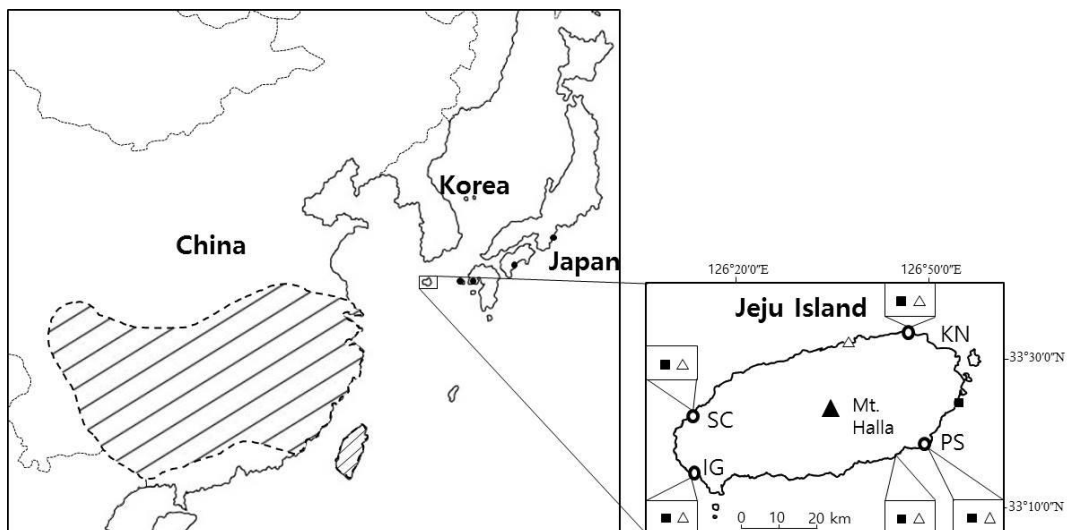 Korea
China
Japan
126°20'0"E
126°50'0"E
Jeju Island
KN
33°30'0"N
SC
Mt.
Halla
PS
IG
0 10 20 km
33°10'0"N